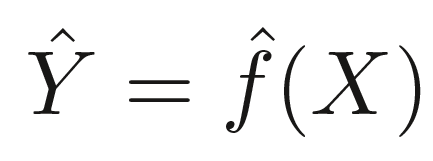 Ŷ = f̂(X)